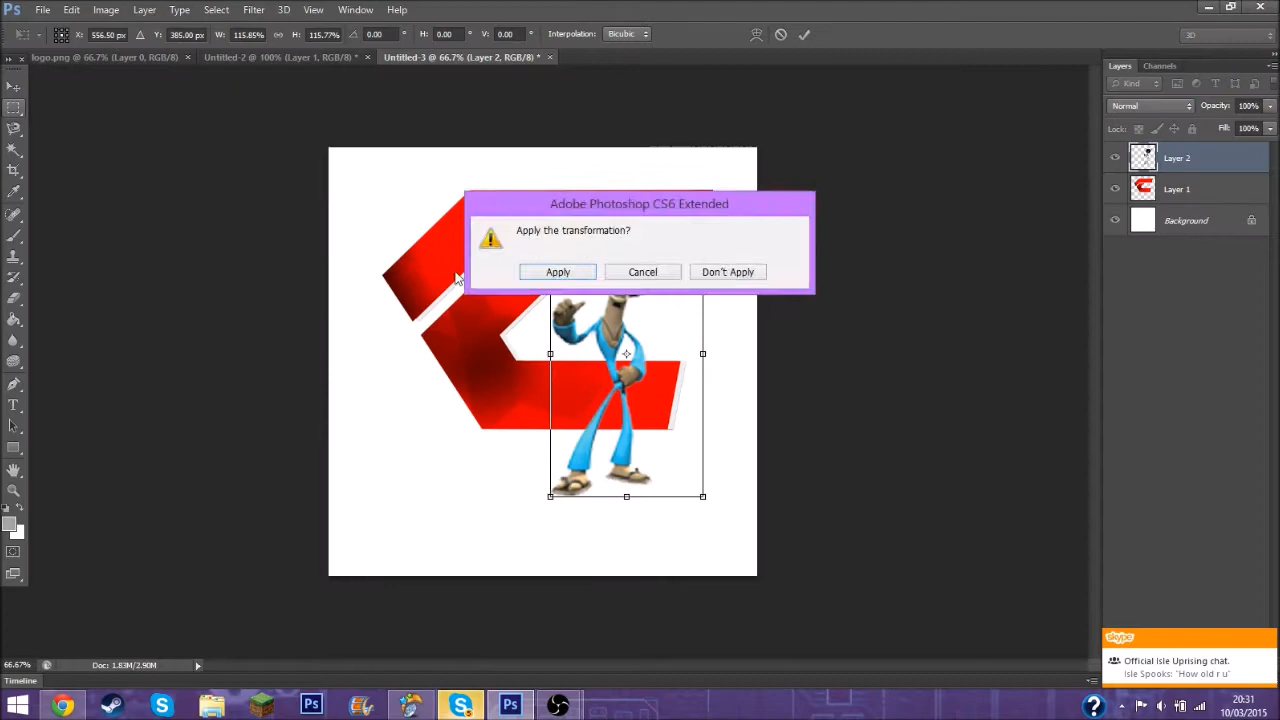 Ps File Edit Image Layer Type Select Filter 3D View Window Help
X: 556.50 px Y: 385.00 px W: 115.85% H: 115.77% 0.00 ° H: 0.00 ° V: 0.00 ° Interpolation: Bicubic 3D
logo.png @ 66.7% (Layer 0, RGB/8) × Untitled-2 @ 100% (Layer 1, RGB/8) * × Untitled-3 @ 66.7% (Layer 2, RGB/8) * ×
Layers Channels
Kind
Normal Opacity: 100%
Lock: Fill: 100%
Layer 2
Layer 1
Background
Adobe Photoshop CS6 Extended
Apply the transformation?
Apply Cancel Don't Apply
T
66.67% Doc: 1.83M/2.90M
Timeline
skype
Official Isle Uprising chat.
Isle Spooks: "How old r u"
20:31
10/03/2015